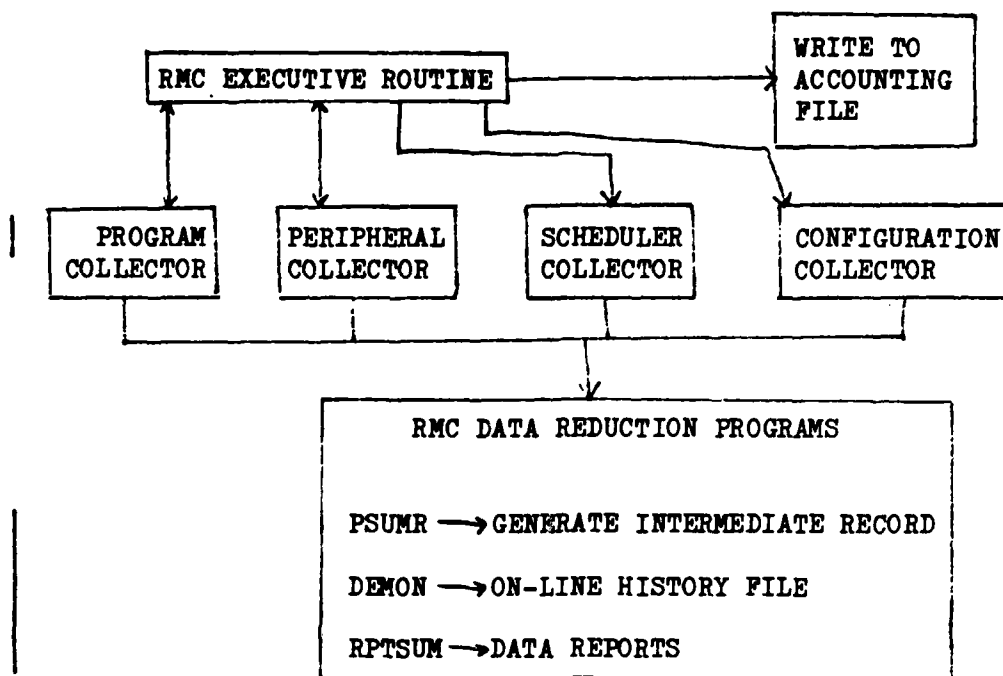 RMC EXECUTIVE ROUTINE
WRITE TO
ACCOUNTING
FILE
PROGRAM
COLLECTOR
PERIPHERAL
COLLECTOR
SCHEDULER
COLLECTOR
CONFIGURATION
COLLECTOR
RMC DATA REDUCTION PROGRAMS
PSUMR → GENERATE INTERMEDIATE RECORD
DEMON → ON-LINE HISTORY FILE
RPTSUM → DATA REPORTS